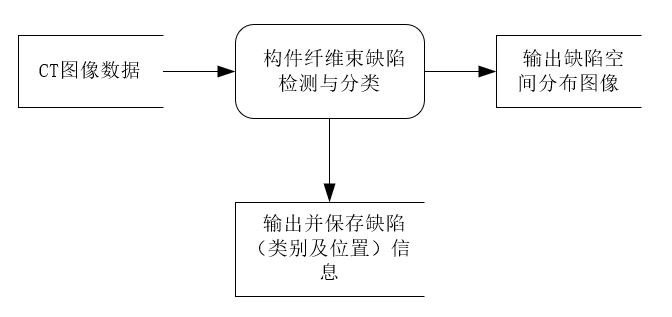 CT图像数据
构件纤维束缺陷
检测与分类
输出缺陷空
间分布图像
输出并保存缺陷
（类别及位置）信
息